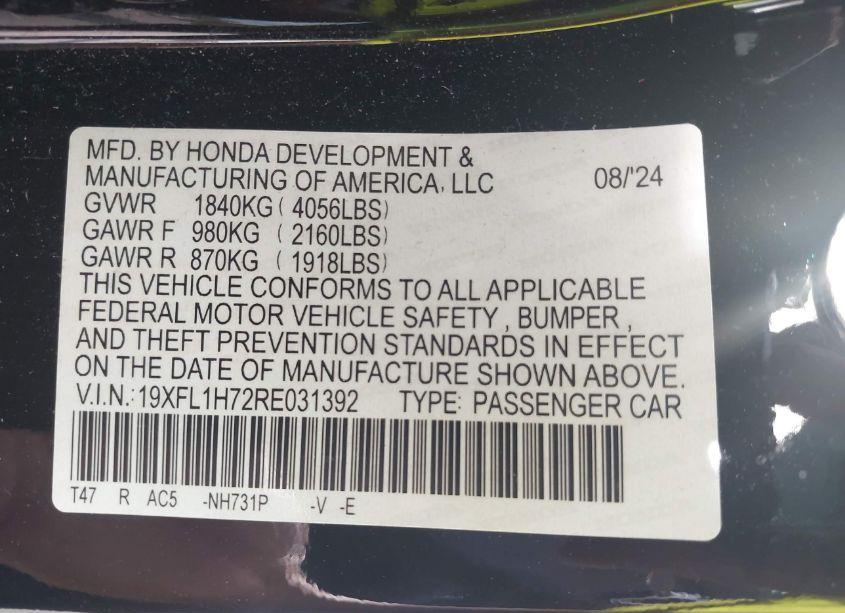 MFD. BY HONDA DEVELOPMENT &
MANUFACTURING OF AMERICA, LLC 08/'24
GVWR 1840KG ( 4056LBS)
GAWR F 980KG ( 2160LBS)
GAWR R 870KG ( 1918LBS)
THIS VEHICLE CONFORMS TO ALL APPLICABLE
FEDERAL MOTOR VEHICLE SAFETY , BUMPER ,
AND THEFT PREVENTION STANDARDS IN EFFECT
ON THE DATE OF MANUFACTURE SHOWN ABOVE.
V.I.N.: 19XFL1H72RE031392 TYPE: PASSENGER CAR
T47 R AC5 -NH731P -V -E